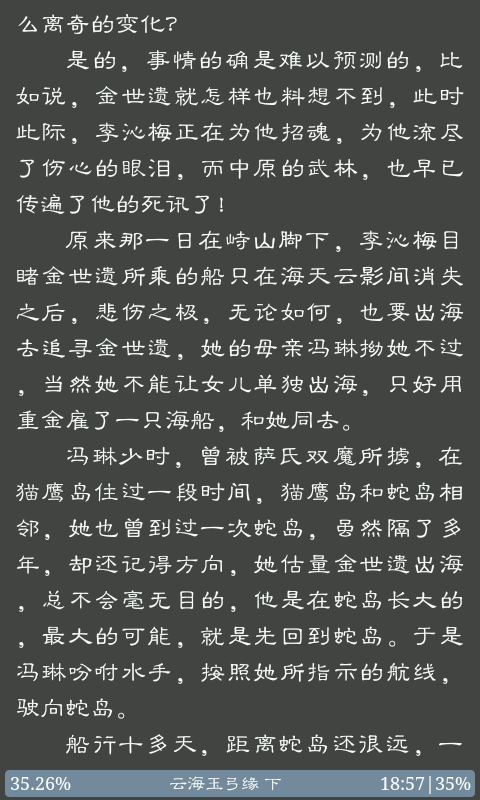 么离奇的变化?
是的，事情的确是难以预测的，比
如说，金世遗就怎样也料想不到，此时
此际，李沁梅正在为他招魂，为他流尽
了伤心的眼泪，而中原的武林，也早已
传遍了他的死讯了!
原来那一日在崂山脚下，李沁梅目
睹金世遗所乘的船只在海天云影间消失
之后，悲伤之极，无论如何，也要出海
去追寻金世遗，她的母亲冯琳拗她不过
，当然她不能让女儿单独出海，只好用
重金雇了一只海船，和她同去。
冯琳少时，曾被萨氏双魔所掳，在
猫鹰岛住过一段时间，猫鹰岛和蛇岛相
邻，她也曾到过一次蛇岛，虽然隔了多
年，却还记得方向，她估量金世遗出海
，总不会毫无目的，他是在蛇岛长大的
，最大的可能，就是先回到蛇岛。于是
冯琳吩咐水手，按照她所指示的航线，
驶向蛇岛。
船行十多天，距离蛇岛还很远，一
35.26% 云海玉弓缘 下 18:57|35%